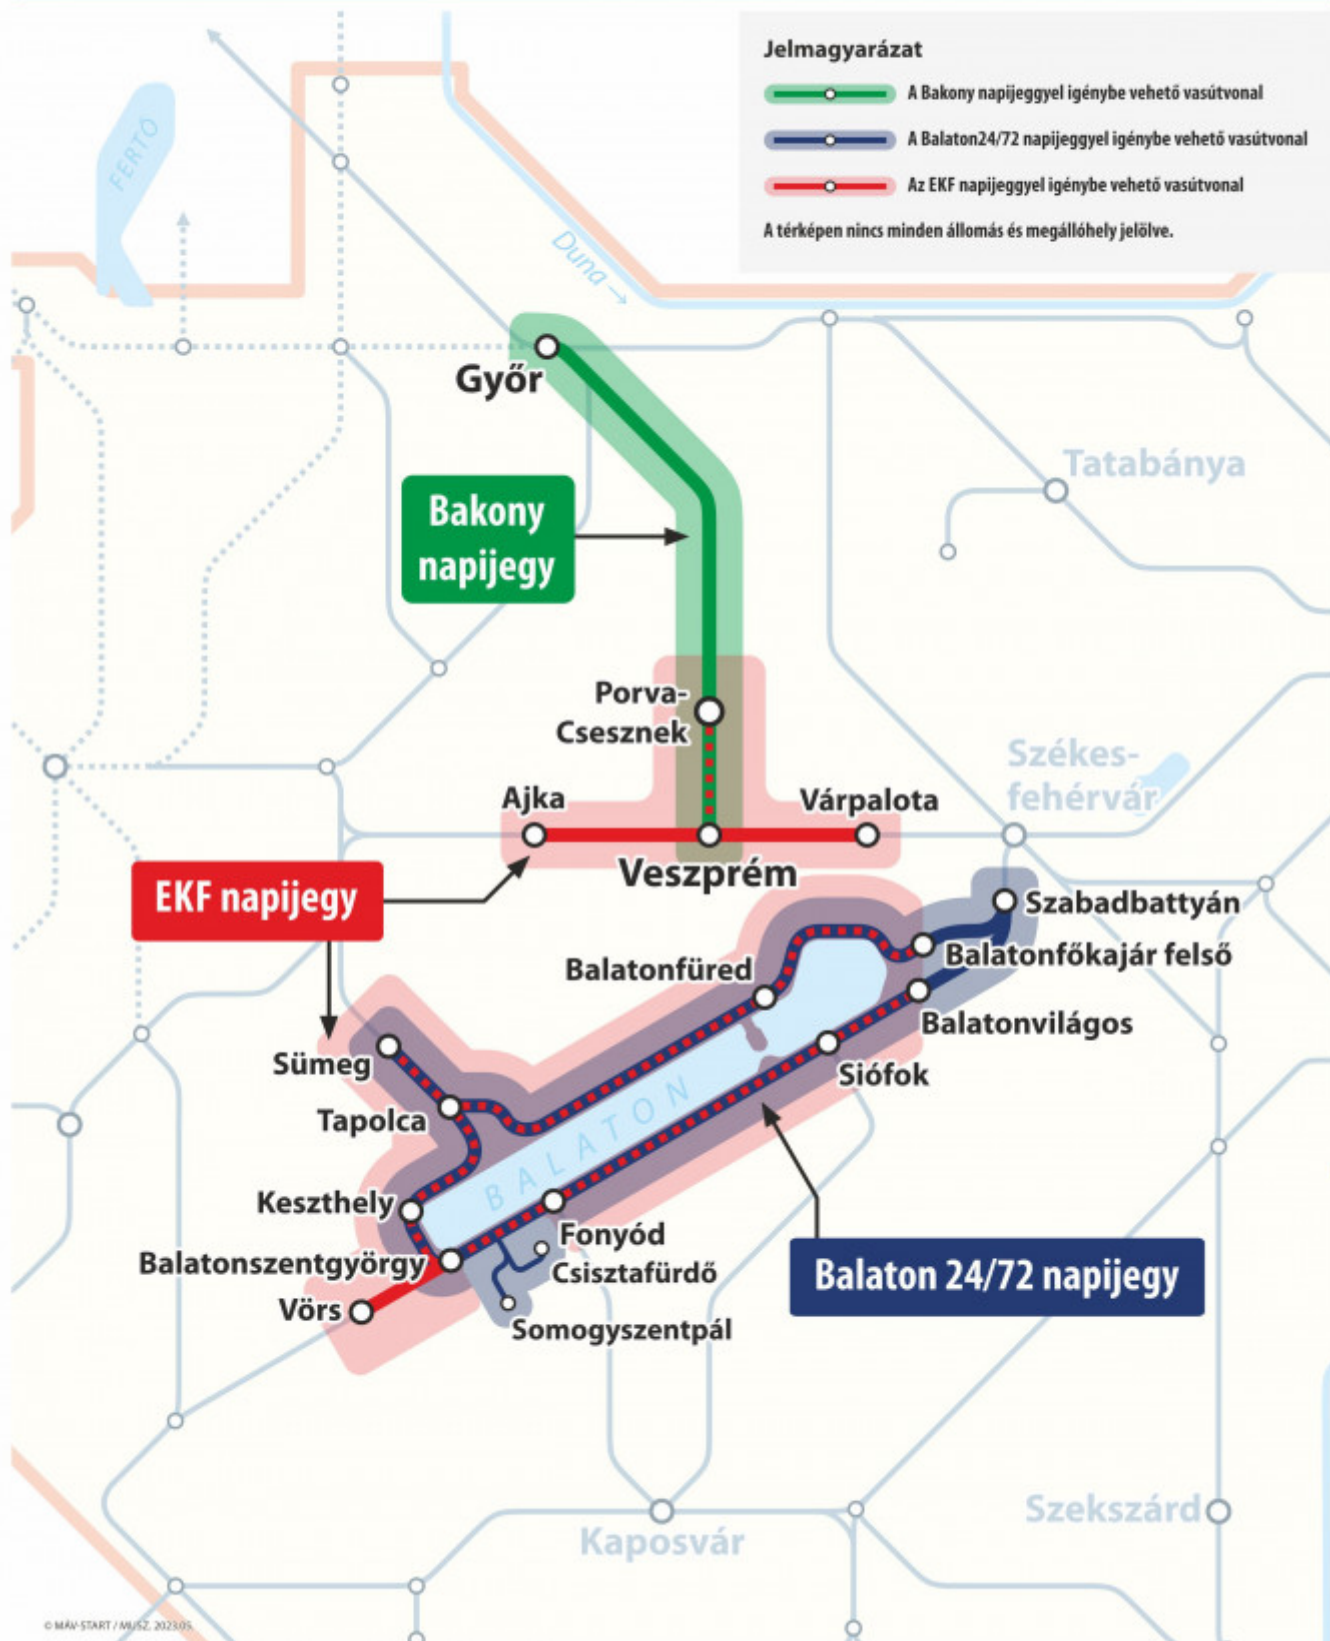 Jelmagyarázat
A Bakony napijeggyel igénybe vehető vasútvonal
A Balaton24/72 napijeggyel igénybe vehető vasútvonal
Az EKF napijeggyel igénybe vehető vasútvonal
A térképen nincs minden állomás és megállóhely jelölve.
FERTŐ
Duna →
Győr
Tatabánya
Bakony
napijegy
Porva-
Csesznek
Székes-
fehérvár
Ajka
Várpalota
Veszprém
EKF napijegy
Szabadbattyán
Balatonfőkajár felső
Balatonfüred
Balatonvilágos
Sümeg
Siófok
Tapolca
BALATON
Keszthely
Fonyód
Balatonszentgyörgy
Csisztafürdő
Balaton 24/72 napijegy
Vörs
Somogyszentpál
Szekszárd
Kaposvár
© MÁV-START / MUSZ, 2023.05.